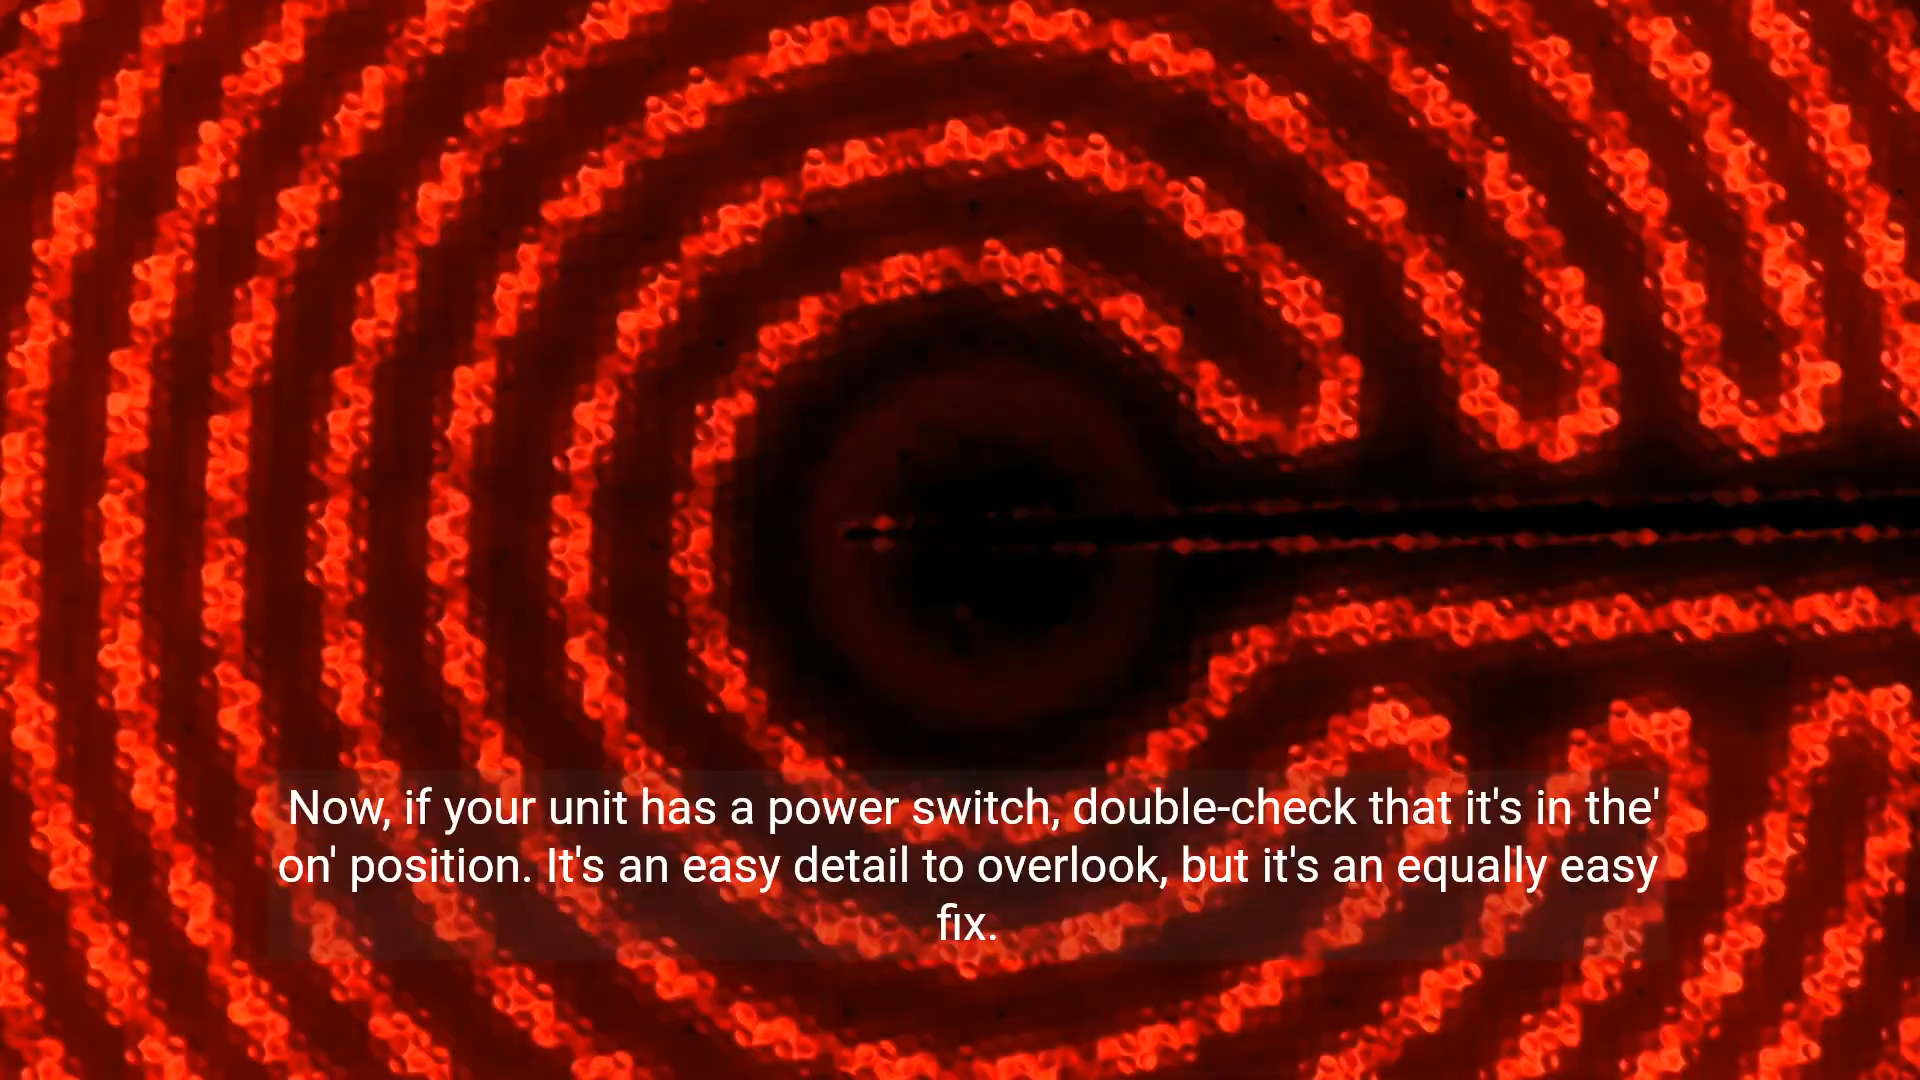 Now, if your unit has a power switch, double-check that it's in the'
on' position. It's an easy detail to overlook, but it's an equally easy
fix.